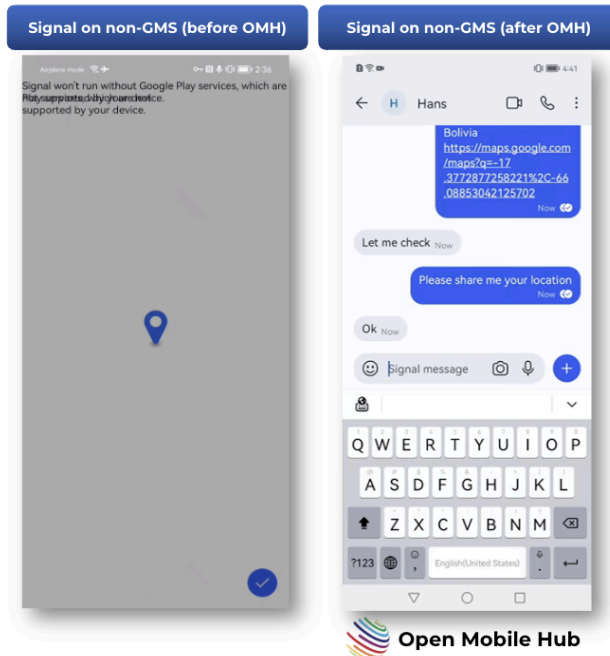 Signal on non-GMS (before OMH)
Signal on non-GMS (after OMH)
Airplane mode
2:36
Signal won't run without Google Play services, which are
supported by your device.
4:41
H Hans
Bolivia
https://maps.google.com
/maps?q=-17
.3772877258221%2C-66
.08853042125702
Now
Let me check Now
Please share me your location
Now
Ok Now
Signal message
Q W E R T Y U I O P
A S D F G H J K L
Z X C V B N M
?123 , English(United States) .
Open Mobile Hub